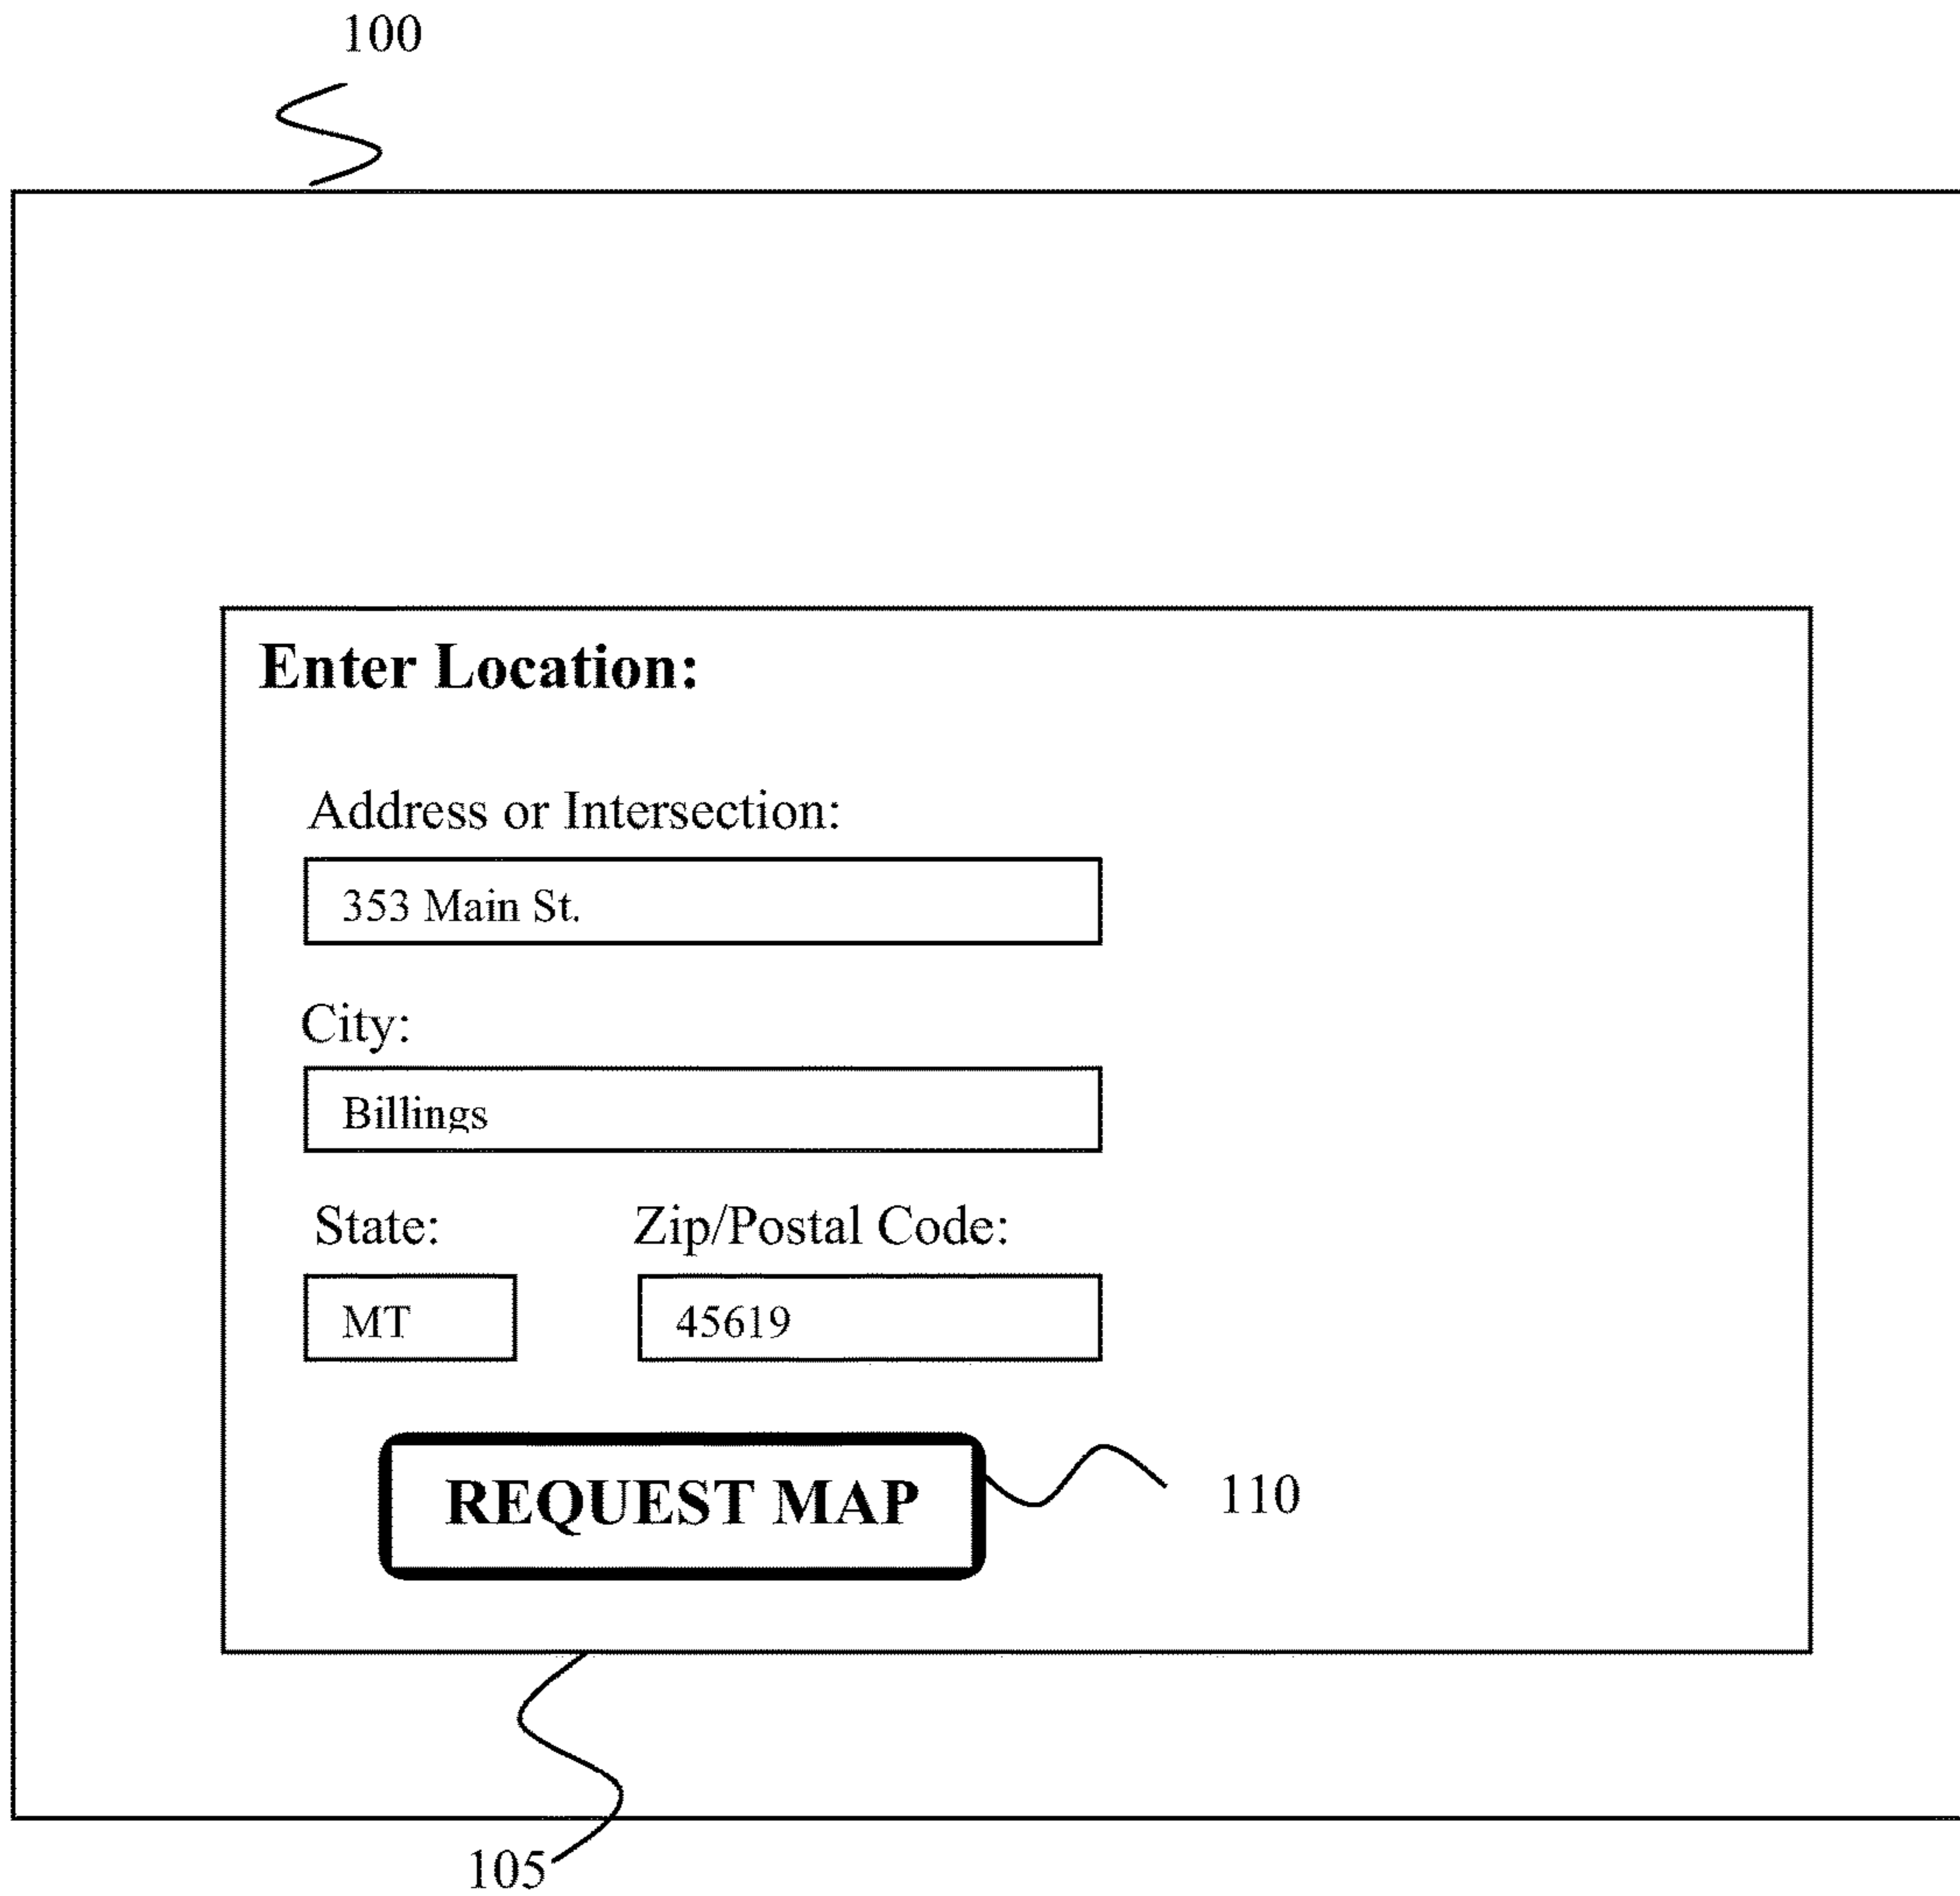 100
Enter Location:
Address or Intersection:
353 Main St.
City:
Billings
State: Zip/Postal Code:
MT 45619
REQUEST MAP 110
105